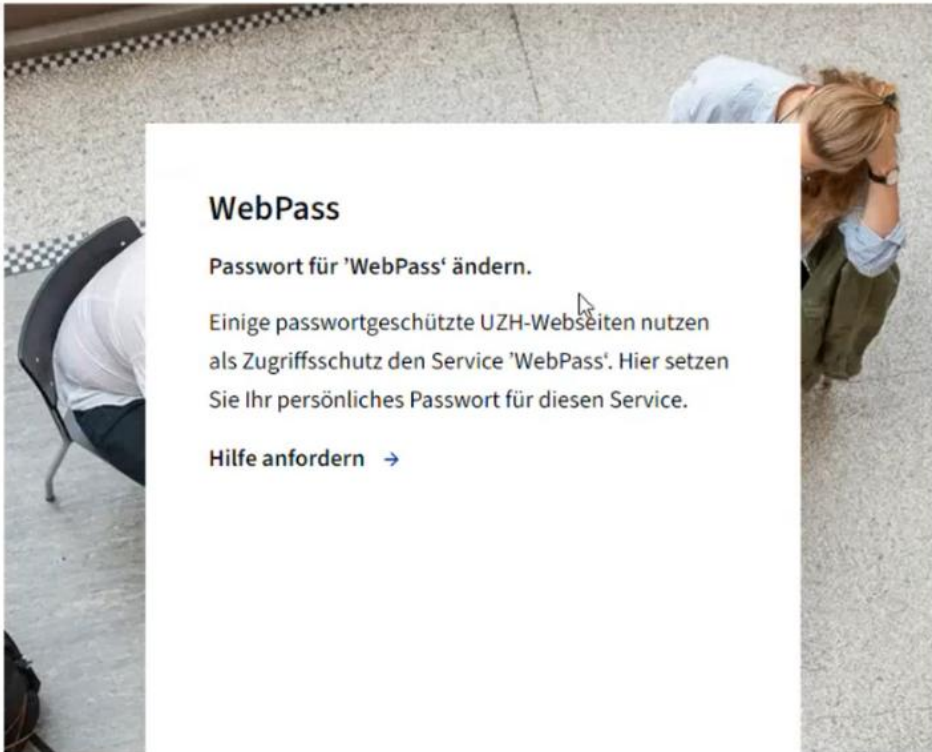 WebPass
Passwort für ’WebPass‘ ändern.
Einige passwortgeschützte UZH-Webseiten nutzen
als Zugriffsschutz den Service ’WebPass‘. Hier setzen
Sie Ihr persönliches Passwort für diesen Service.
Hilfe anfordern →